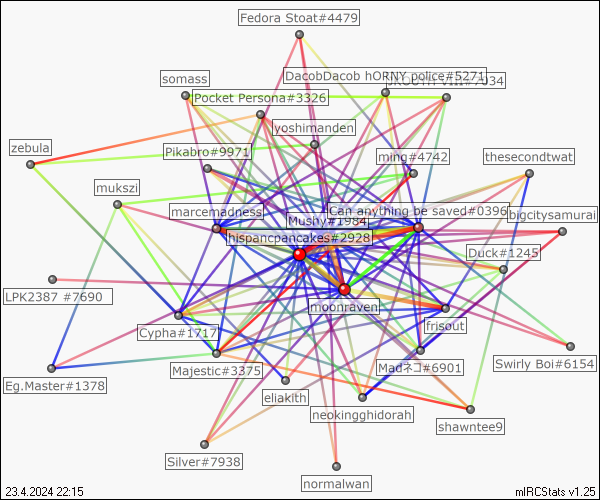 Fedora Stoat#4479
DacobDacob hORNY police#5271
somass
Pocket Persona#3326
yoshimanden
zebula
Pikabro#9971
ming#4742
thesecondtwat
mukszi
marcemadness
Mushy#1984
Can anything be saved#0396
bigcitysamurai
hispancpancakes#2928
Duck#1245
LPK2387 #7690
moonraven
Cypha#1717
frisout
Majestic#3375
Madネコ#6901
Swirly Boi#6154
Eg.Master#1378
eliakith
neokingghidorah
shawntee9
Silver#7938
normalwan
23.4.2024 22:15
mIRCStats v1.25